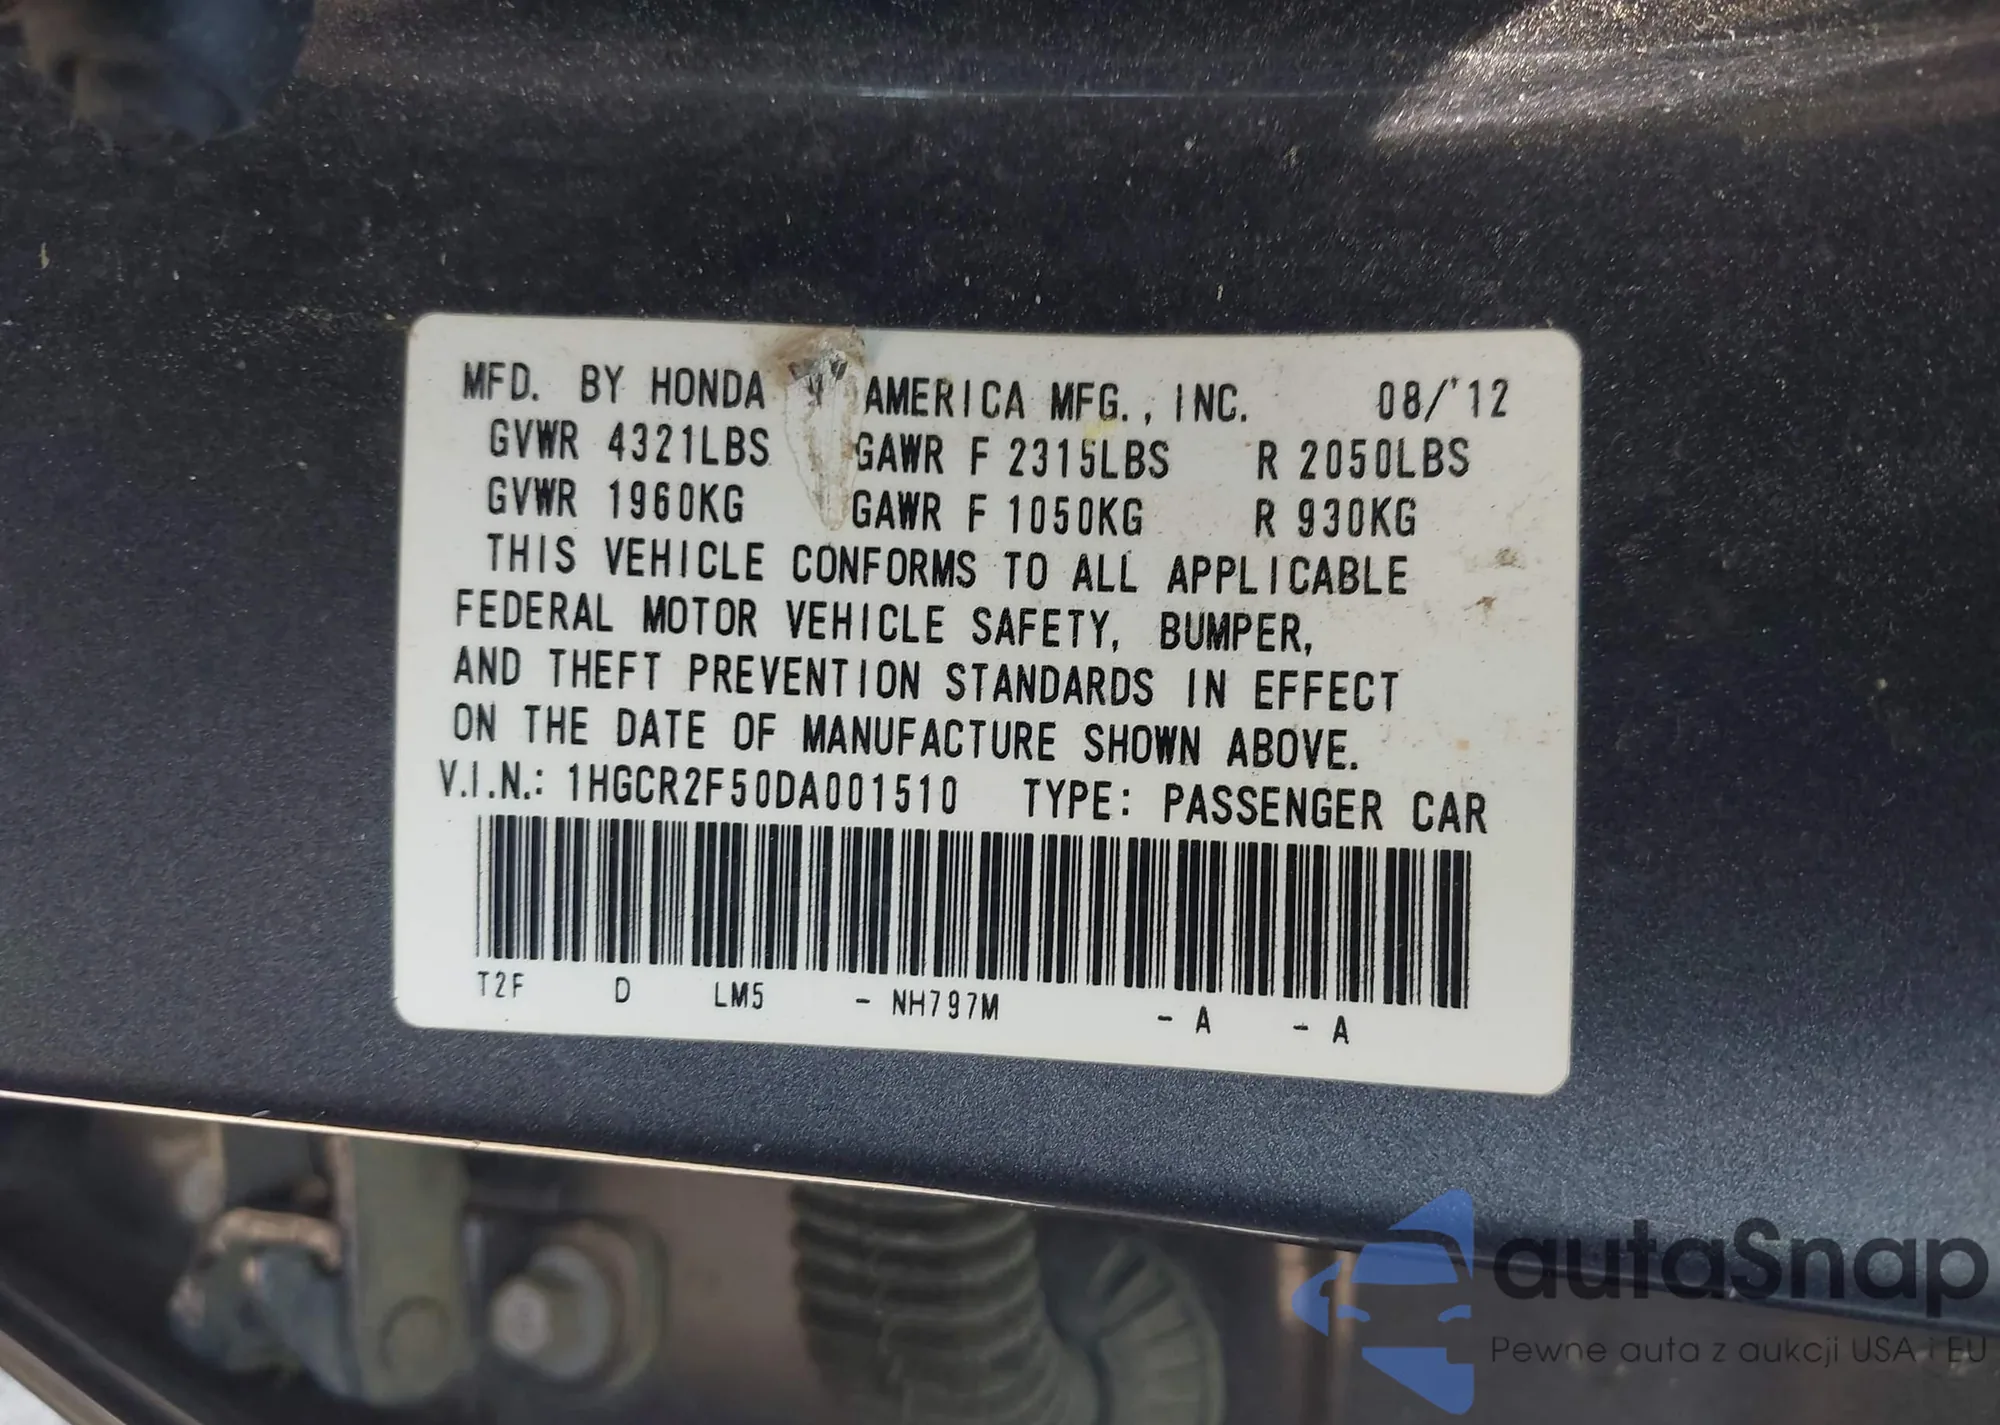 MFD. BY HONDA AMERICA MFG., INC. 08/'12
GVWR 4321LBS GAWR F 2315LBS R 2050LBS
GVWR 1960KG GAWR F 1050KG R 930KG
THIS VEHICLE CONFORMS TO ALL APPLICABLE
FEDERAL MOTOR VEHICLE SAFETY, BUMPER,
AND THEFT PREVENTION STANDARDS IN EFFECT
ON THE DATE OF MANUFACTURE SHOWN ABOVE.
V.I.N.: 1HGCR2F50DA001510 TYPE: PASSENGER CAR
T2F D LM5 - NH797M - A - A
autaSnap
Pewne auta z aukcji USA i EU